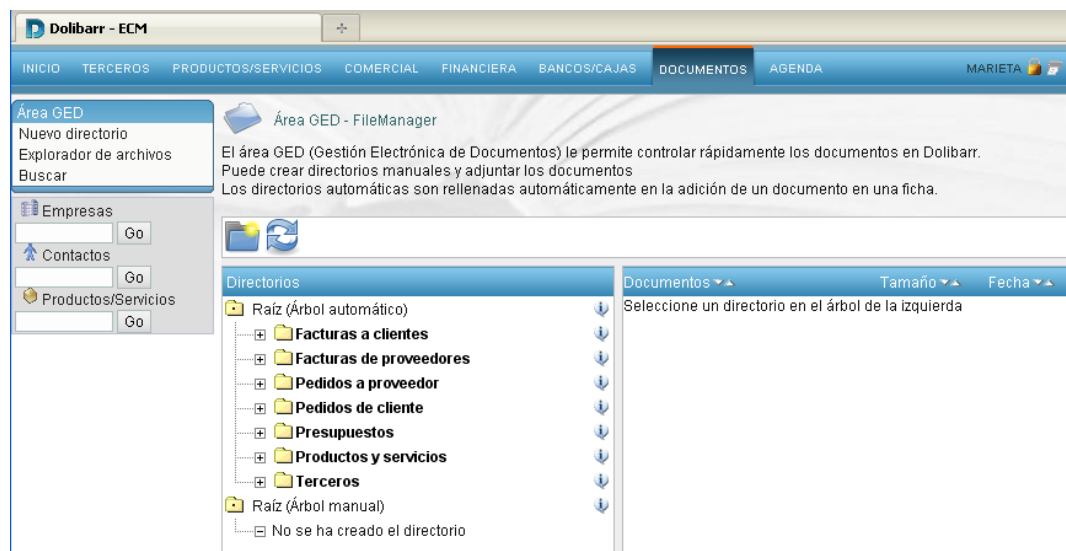 Dolibarr - ECM
INICIO TERCEROS PRODUCTOS/SERVICIOS COMERCIAL FINANCIERA BANCOS/CAJAS DOCUMENTOS AGENDA MARIETA
Área GED
Nuevo directorio
Explorador de archivos
Buscar
Empresas
Go
Contactos
Go
Productos/Servicios
Go
Área GED - FileManager
El área GED (Gestión Electrónica de Documentos) le permite controlar rápidamente los documentos en Dolibarr.
Puede crear directorios manuales y adjuntar los documentos
Los directorios automáticas son rellenadas automáticamente en la adición de un documento en una ficha.
Directorios
Raíz (Árbol automático)
Facturas a clientes
Facturas de proveedores
Pedidos a proveedor
Pedidos de cliente
Presupuestos
Productos y servicios
Terceros
Raíz (Árbol manual)
No se ha creado el directorio
Documentos Tamaño Fecha
Seleccione un directorio en el árbol de la izquierda